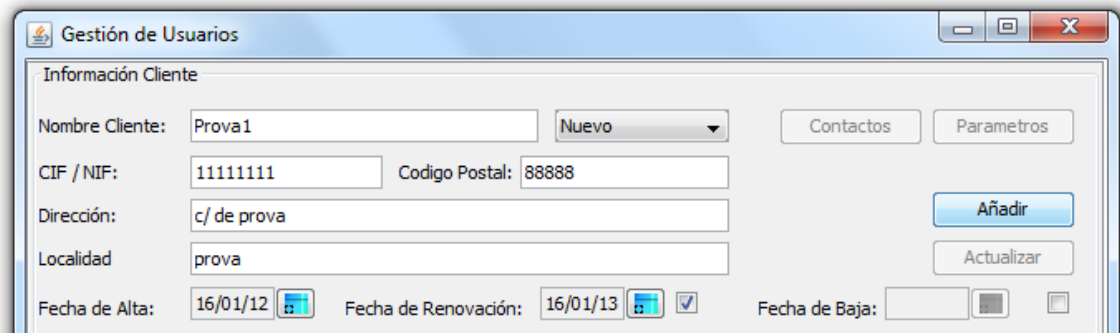 Gestión de Usuarios
Información Cliente
Nombre Cliente: Prova1 Nuevo Contactos Parametros
CIF / NIF: 11111111 Codigo Postal: 88888
Dirección: c/ de prova Añadir
Localidad prova Actualizar
Fecha de Alta: 16/01/12 Fecha de Renovación: 16/01/13 Fecha de Baja: